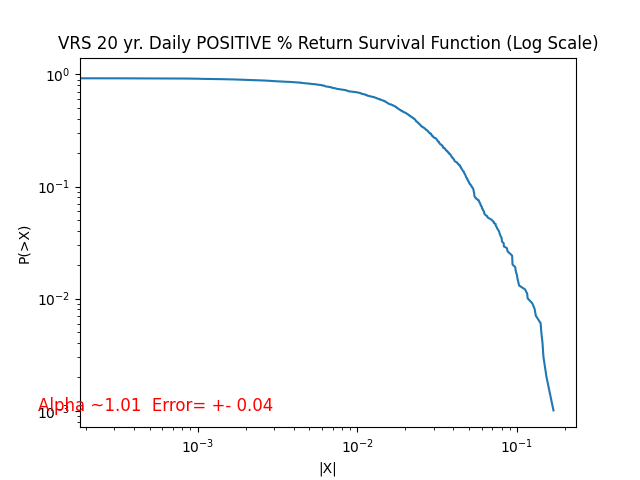 VRS 20 yr. Daily POSITIVE % Return Survival Function (Log Scale)
10⁰
10⁻¹
P(>X)
10⁻²
10⁻³
Alpha ~1.01 Error= +- 0.04
10⁻³ 10⁻² 10⁻¹
|X|